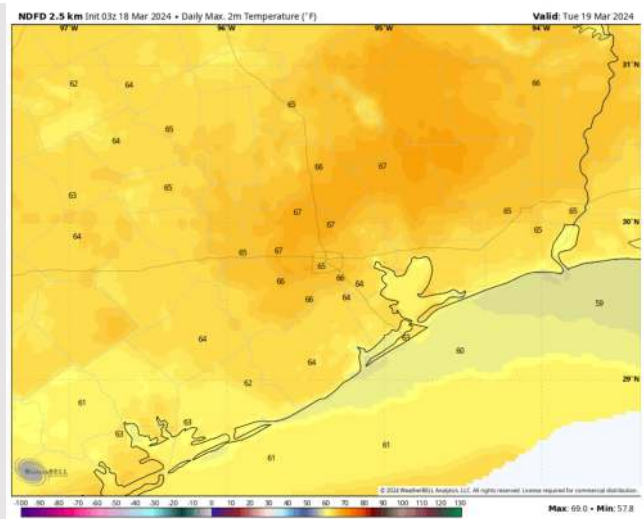 NDFD 2.5 km Init 03z 18 Mar 2024 • Daily Max. 2m Temperature (°F) Valid: Tue 19 Mar 2024
97°W 96°W 95°W 94°W
31°N
62 64 66
65
64 65
66 67
63 65
67 65 65
30°N
64 67 65
65 67
65
66 66 64
66 64
59
63
64 60
64
29°N
62
61
63
63
61
61
WeatherBELL
© 2024 WeatherBELL Analytics, LLC. All rights reserved. License required for commercial distribution.
-100 -90 -80 -70 -60 -50 -40 -30 -20 -10 0 10 20 30 40 50 60 70 80 90 100 110 120 130
Max: 69.0 • Min: 57.8